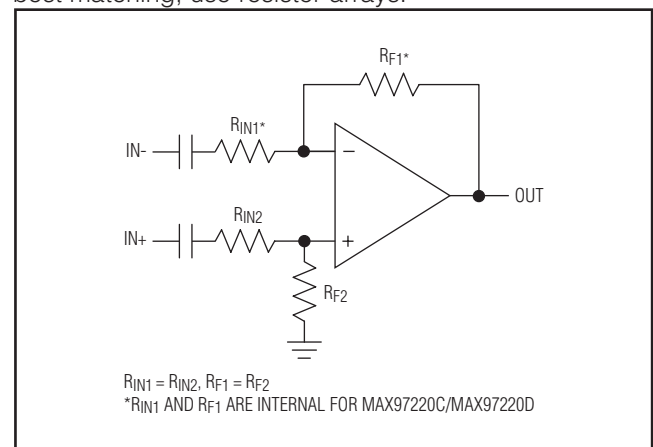 best matching, use resistor arrays.
RF1*
RIN1*
IN-
OUT
RIN2
IN+
RF2
RIN1 = RIN2, RF1 = RF2
*RIN1 AND RF1 ARE INTERNAL FOR MAX97220C/MAX97220D